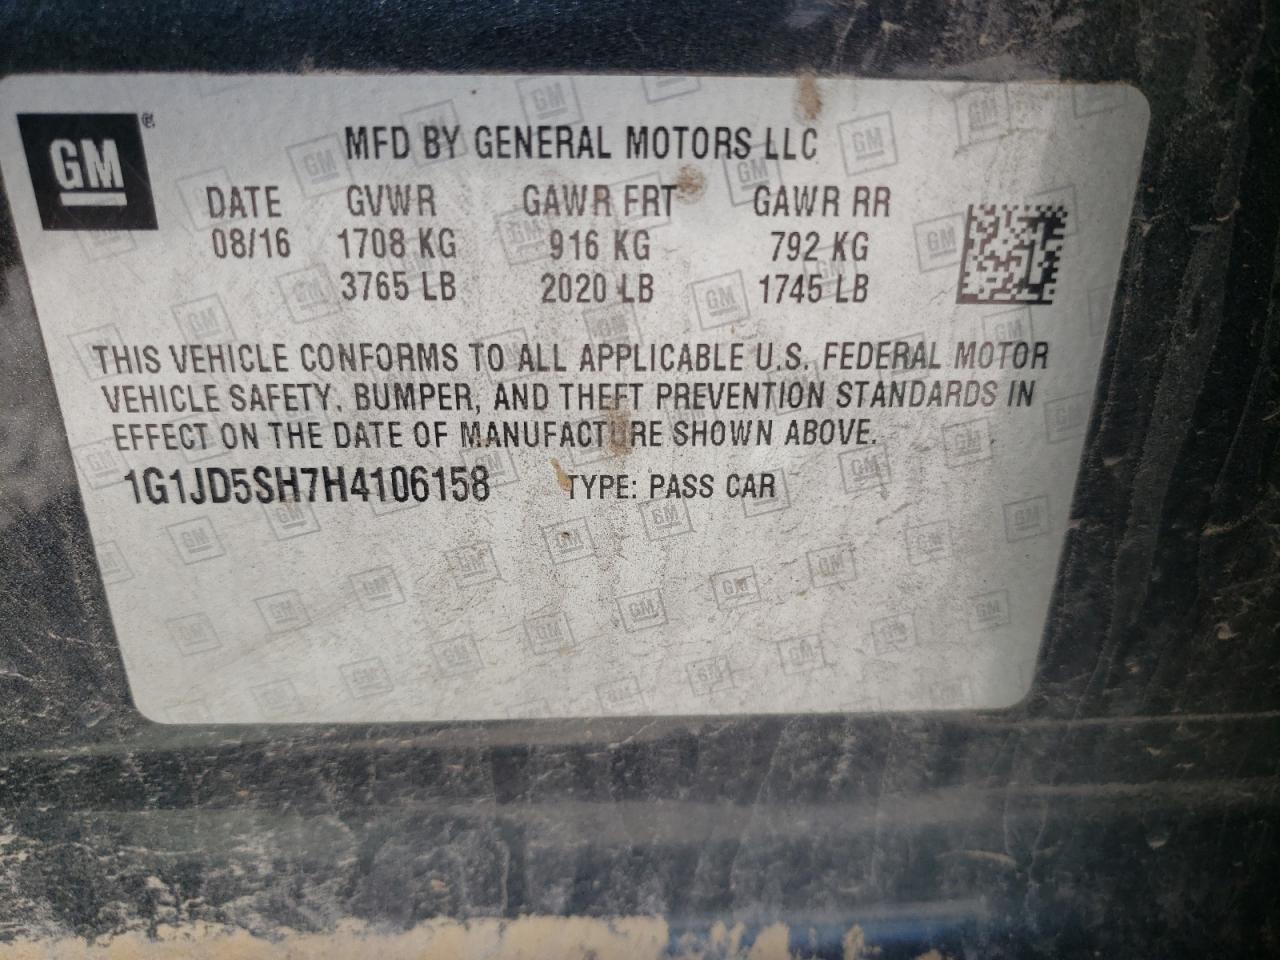 GM®
MFD BY GENERAL MOTORS LLC
DATE GVWR GAWR FRT GAWR RR
08/16 1708 KG 916 KG 792 KG
3765 LB 2020 LB 1745 LB
THIS VEHICLE CONFORMS TO ALL APPLICABLE U.S. FEDERAL MOTOR
VEHICLE SAFETY, BUMPER, AND THEFT PREVENTION STANDARDS IN
EFFECT ON THE DATE OF MANUFACTURE SHOWN ABOVE.
1G1JD5SH7H4106158 TYPE: PASS CAR